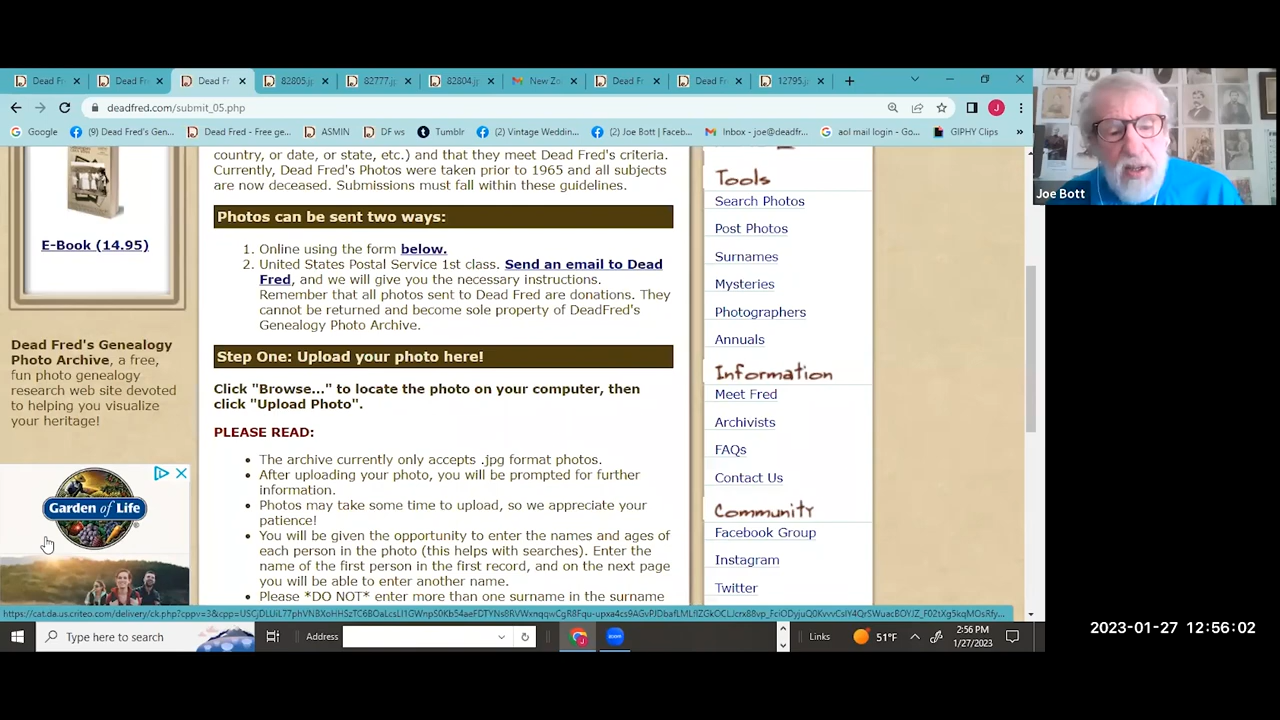 Dead Fr
Dead Fr
Dead Fr
82805.j
82777.j
82804.j
New Zo
Dead Fr
Dead Fr
12795.j
deadfred.com/submit_05.php
J
Google
(9) Dead Fred's Gen...
Dead Fred - Free ge...
ASMIN
DF ws
Tumblr
(2) Vintage Weddin...
(2) Joe Bott | Faceb...
Inbox - joe@deadfr...
aol mail login - Go...
GIPHY Clips
»
E-Book (14.95)
Dead Fred's Genealogy
Photo Archive, a free,
fun photo genealogy
research web site devoted
to helping you visualize
your heritage!
Garden of Life
country, or date, or state, etc.) and that they meet Dead Fred's criteria.
Currently, Dead Fred's Photos were taken prior to 1965 and all subjects
are now deceased. Submissions must fall within these guidelines.
Photos can be sent two ways:
1. Online using the form below.
2. United States Postal Service 1st class. Send an email to Dead
Fred, and we will give you the necessary instructions.
Remember that all photos sent to Dead Fred are donations. They
cannot be returned and become sole property of DeadFred's
Genealogy Photo Archive.
Step One: Upload your photo here!
Click "Browse..." to locate the photo on your computer, then
click "Upload Photo".
PLEASE READ:
• The archive currently only accepts .jpg format photos.
• After uploading your photo, you will be prompted for further
information.
• Photos may take some time to upload, so we appreciate your
patience!
• You will be given the opportunity to enter the names and ages of
each person in the photo (this helps with searches). Enter the
name of the first person in the first record, and on the next page
you will be able to enter another name.
• Please *DO NOT* enter more than one surname in the surname
Tools
Search Photos
Post Photos
Surnames
Mysteries
Photographers
Annuals
Information
Meet Fred
Archivists
FAQs
Contact Us
Community
Facebook Group
Instagram
Twitter
Joe Bott
Type here to search
Address
zoom
Links
51°F
2:56 PM
1/27/2023
2023-01-27 12:56:02